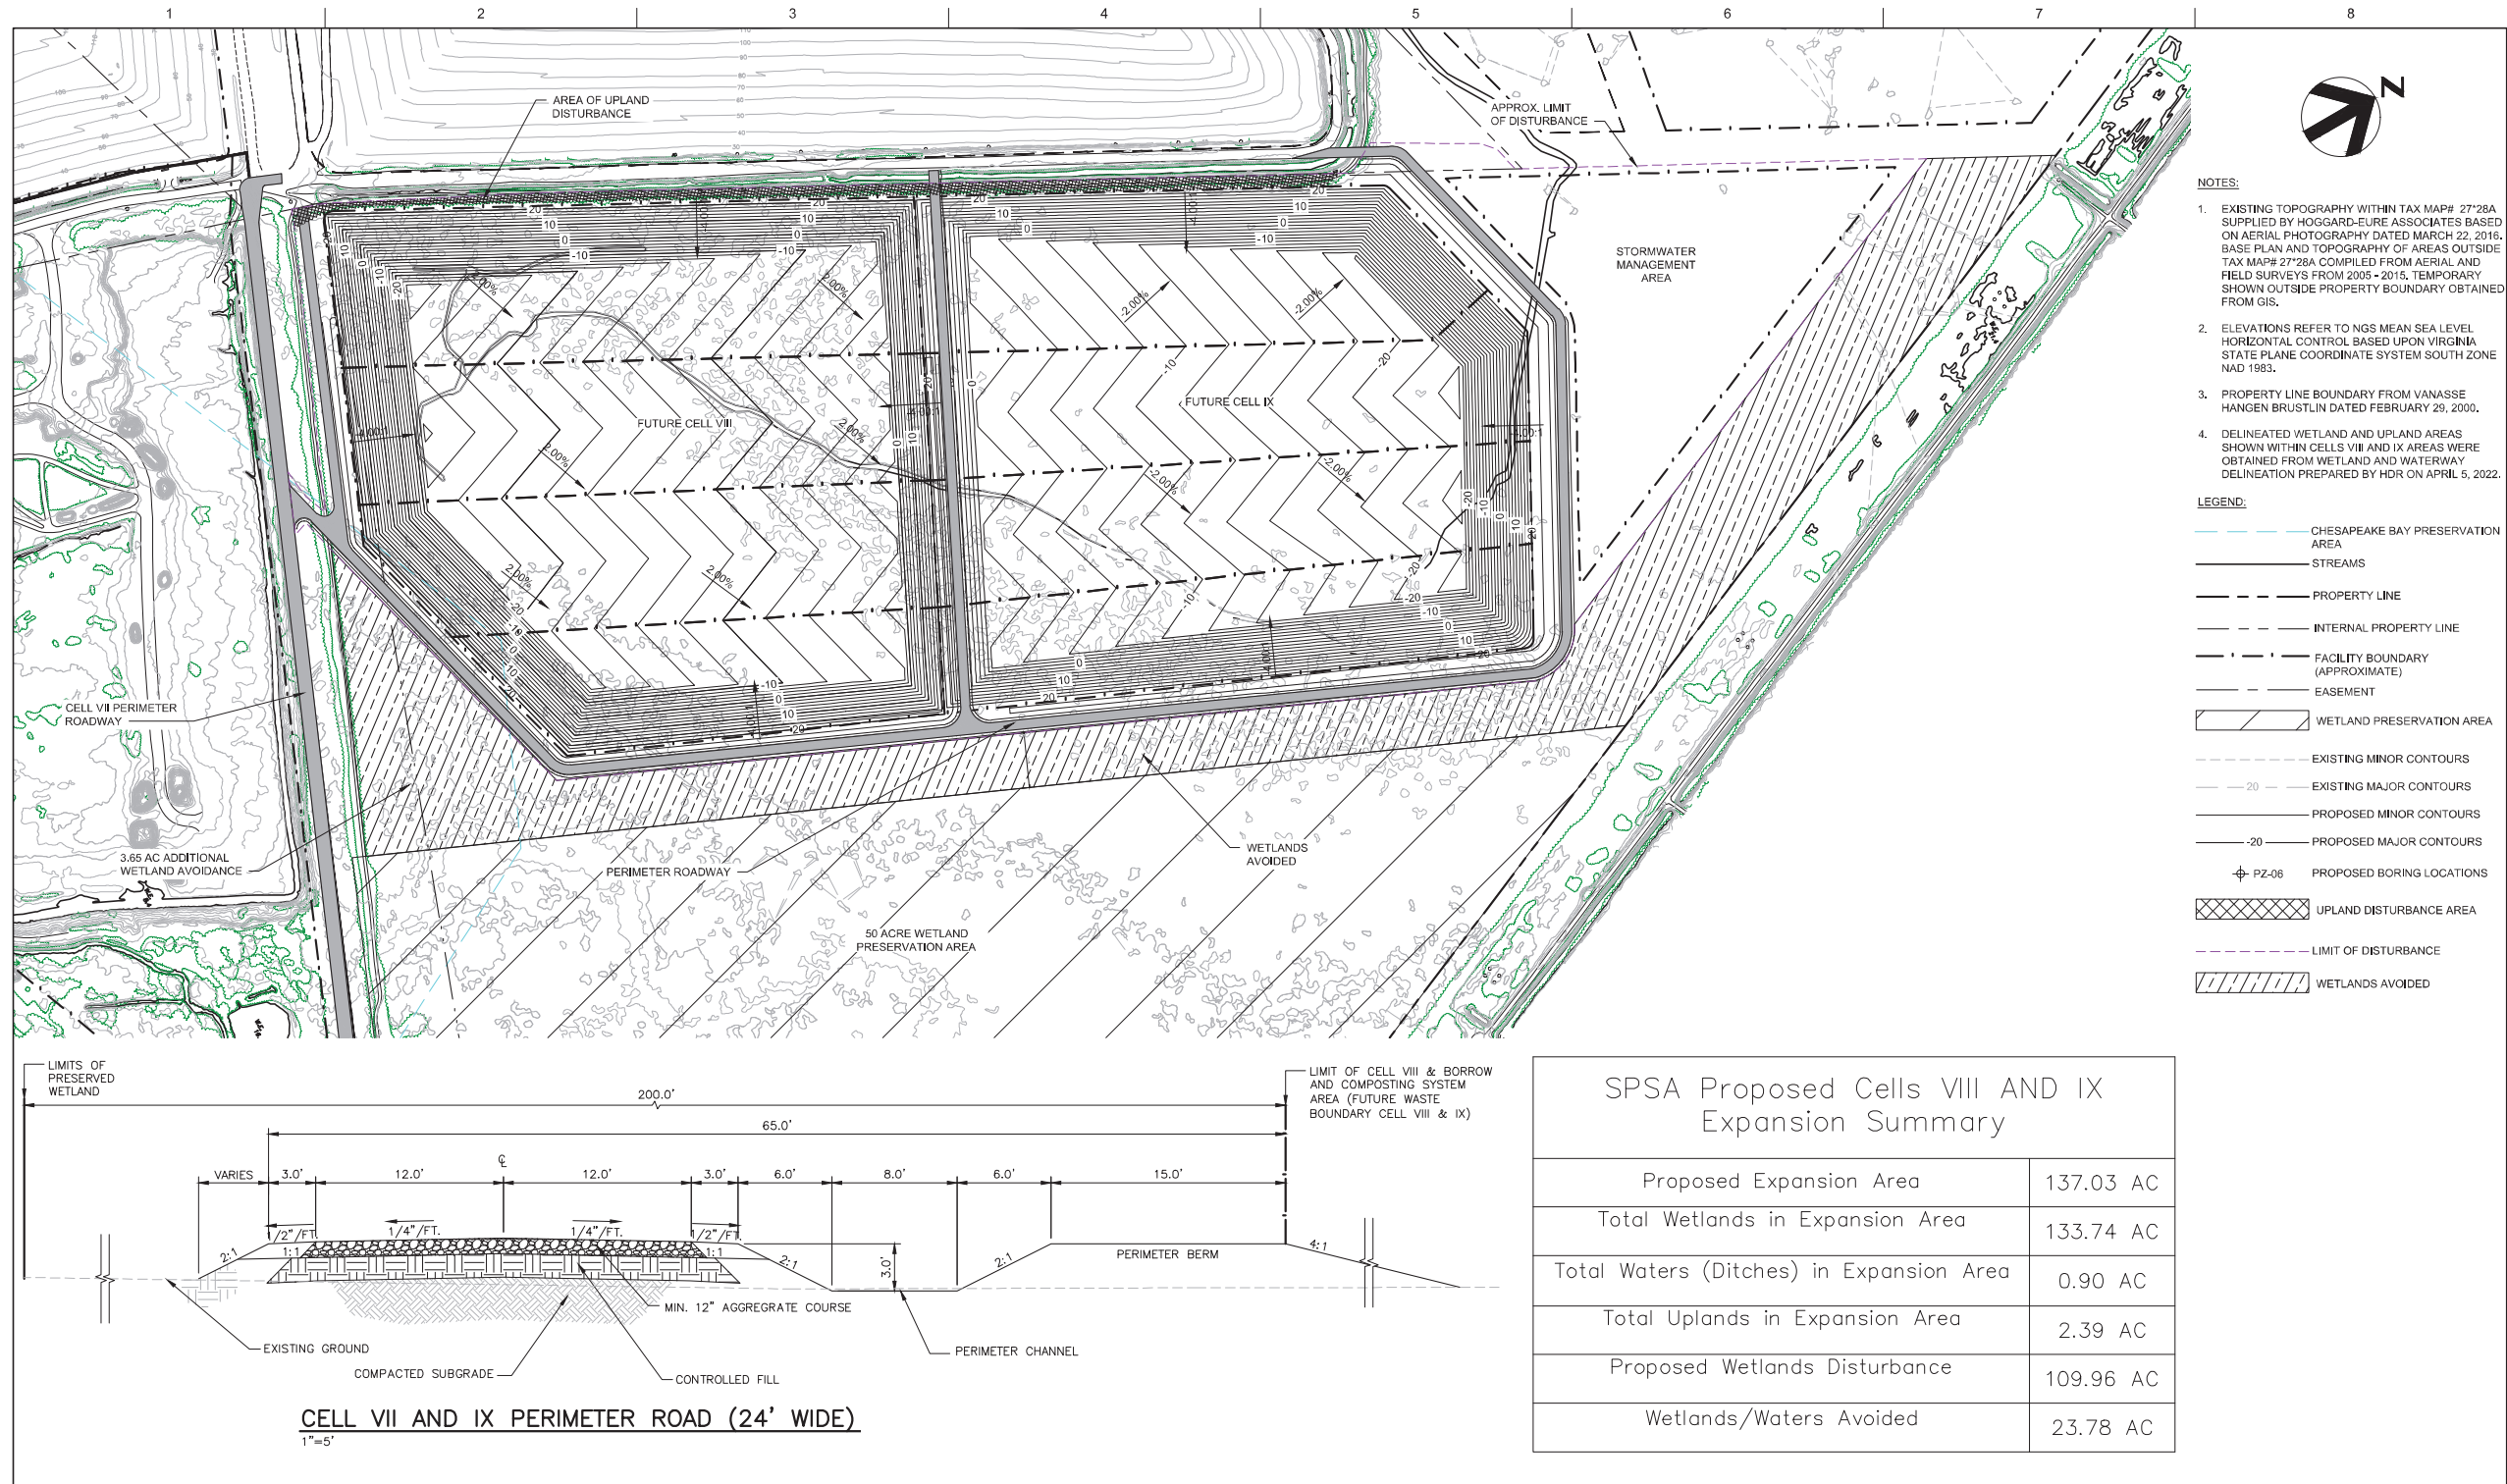 1 2 3 4 5 6 7 8
AREA OF UPLAND
DISTURBANCE
APPROX. LIMIT
OF DISTURBANCE
STORMWATER
MANAGEMENT
AREA
FUTURE CELL VIII
FUTURE CELL IX
CELL VII PERIMETER
ROADWAY
3.65 AC ADDITIONAL
WETLAND AVOIDANCE
PERIMETER ROADWAY
WETLANDS
AVOIDED
50 ACRE WETLAND
PRESERVATION AREA
N
NOTES:
1. EXISTING TOPOGRAPHY WITHIN TAX MAP# 27*28A
SUPPLIED BY HOGGARD-EURE ASSOCIATES BASED
ON AERIAL PHOTOGRAPHY DATED MARCH 22, 2016.
BASE PLAN AND TOPOGRAPHY OF AREAS OUTSIDE
TAX MAP# 27*28A COMPILED FROM AERIAL AND
FIELD SURVEYS FROM 2005 - 2015. TEMPORARY
SHOWN OUTSIDE PROPERTY BOUNDARY OBTAINED
FROM GIS.
2. ELEVATIONS REFER TO NGS MEAN SEA LEVEL
HORIZONTAL CONTROL BASED UPON VIRGINIA
STATE PLANE COORDINATE SYSTEM SOUTH ZONE
NAD 1983.
3. PROPERTY LINE BOUNDARY FROM VANASSE
HANGEN BRUSTLIN DATED FEBRUARY 29, 2000.
4. DELINEATED WETLAND AND UPLAND AREAS
SHOWN WITHIN CELLS VII AND IX AREAS WERE
OBTAINED FROM WETLAND AND WATERWAY
DELINEATION PREPARED BY HDR ON APRIL 5, 2022.
LEGEND:
CHESAPEAKE BAY PRESERVATION
AREA
STREAMS
PROPERTY LINE
INTERNAL PROPERTY LINE
FACILITY BOUNDARY
(APPROXIMATE)
EASEMENT
WETLAND PRESERVATION AREA
EXISTING MINOR CONTOURS
20 EXISTING MAJOR CONTOURS
PROPOSED MINOR CONTOURS
-20 PROPOSED MAJOR CONTOURS
PZ-06 PROPOSED BORING LOCATIONS
UPLAND DISTURBANCE AREA
LIMIT OF DISTURBANCE
WETLANDS AVOIDED
LIMITS OF
PRESERVED
WETLAND
200.0'
65.0'
LIMIT OF CELL VIII & BORROW
AND COMPOSTING SYSTEM
AREA (FUTURE WASTE
BOUNDARY CELL VIII & IX)
VARIES 3.0' 12.0' ℄ 12.0' 3.0' 6.0' 8.0' 6.0' 15.0'
1/2"/FT. 1/4"/FT. 1/4"/FT. 1/2"/FT.
2:1 1:1 1:1 2:1 3.0' 2:1 PERIMETER BERM 4:1
MIN. 12" AGGREGRATE COURSE
EXISTING GROUND
COMPACTED SUBGRADE
CONTROLLED FILL
PERIMETER CHANNEL
CELL VII AND IX PERIMETER ROAD (24' WIDE)
1"=5'
SPSA Proposed Cells VIII AND IX
Expansion Summary
Proposed Expansion Area 137.03 AC
Total Wetlands in Expansion Area 133.74 AC
Total Waters (Ditches) in Expansion Area 0.90 AC
Total Uplands in Expansion Area 2.39 AC
Proposed Wetlands Disturbance 109.96 AC
Wetlands/Waters Avoided 23.78 AC